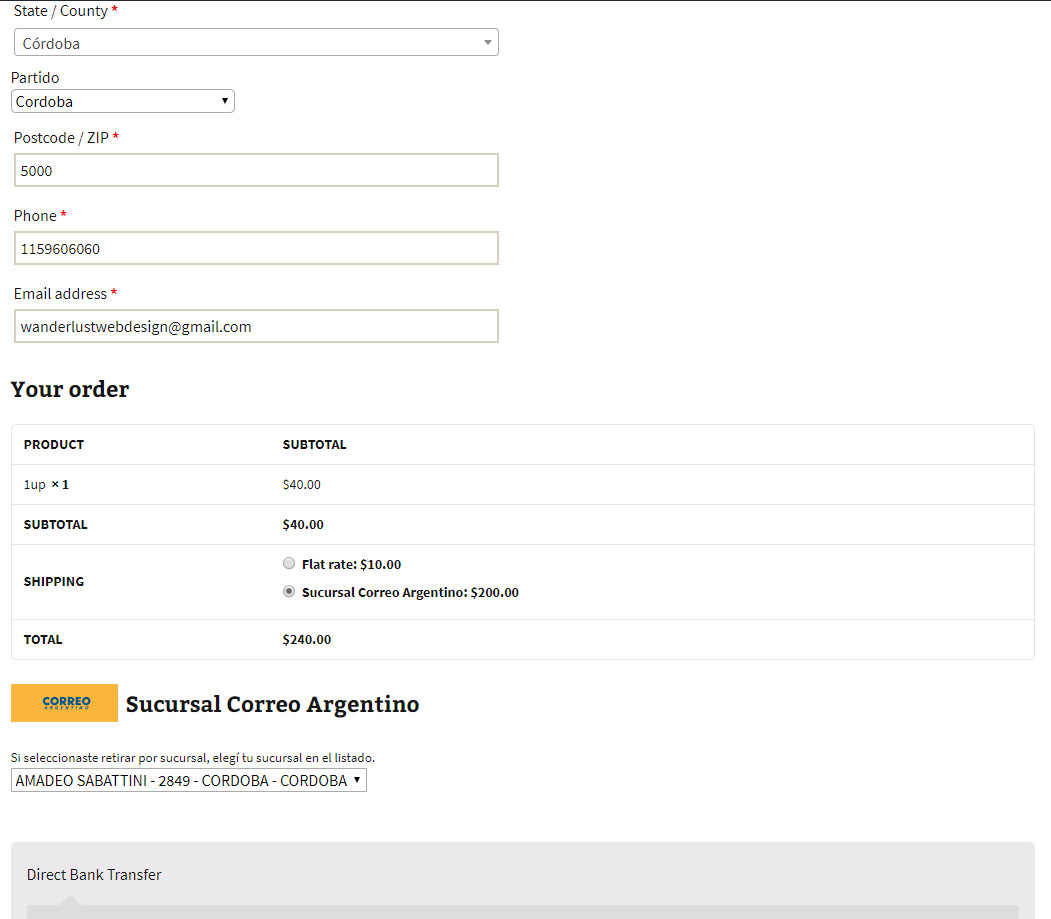 State / County *
Córdoba
Partido
Cordoba
Postcode / ZIP *
5000
Phone *
1159606060
Email address *
wanderlustwebdesign@gmail.com
Your order
PRODUCT SUBTOTAL
1up × 1 $40.00
SUBTOTAL $40.00
SHIPPING
Flat rate: $10.00
Sucursal Correo Argentino: $200.00
TOTAL $240.00
CORREO
ARGENTINO
Sucursal Correo Argentino
Si seleccionaste retirar por sucursal, elegí tu sucursal en el listado.
AMADEO SABATTINI - 2849 - CORDOBA - CORDOBA
Direct Bank Transfer